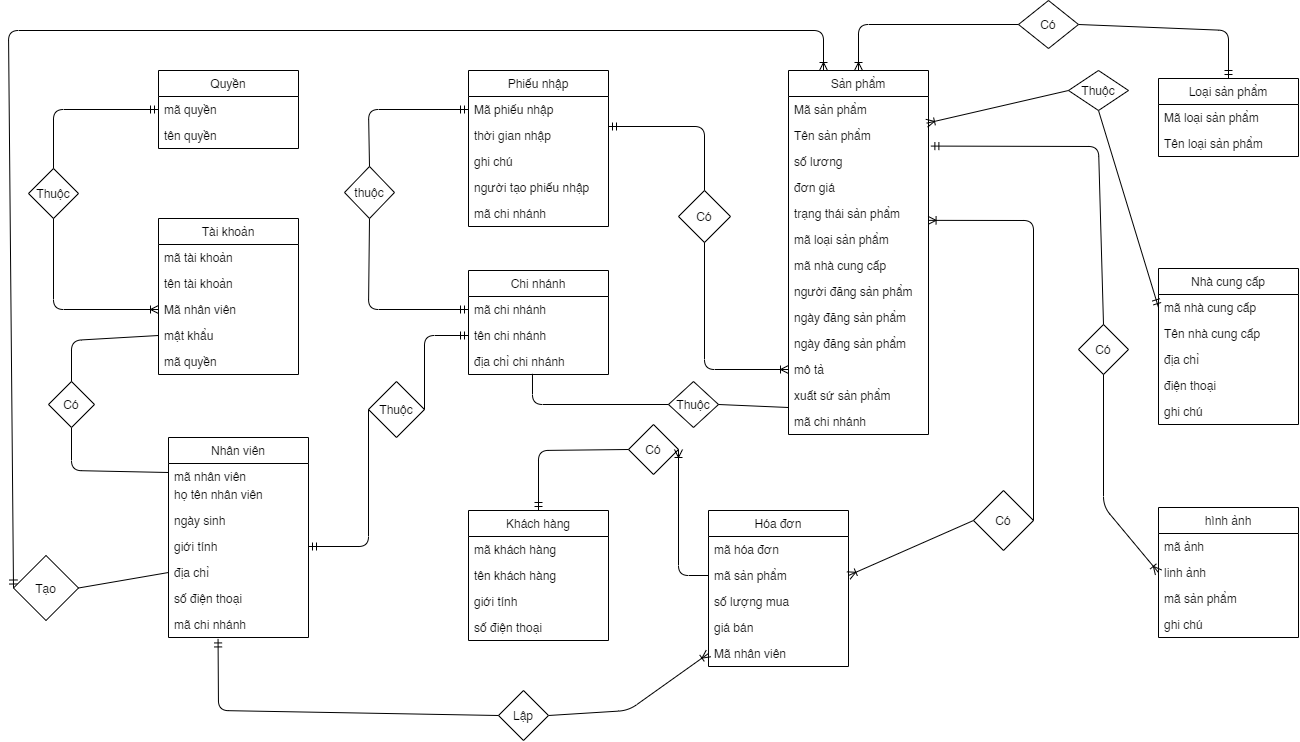 Có
Quyền
mã quyền
tên quyền
Thuộc
Tài khoản
mã tài khoản
tên tài khoản
Mã nhân viên
mật khẩu
mã quyền
Có
Nhân viên
mã nhân viên
họ tên nhân viên
ngày sinh
giới tính
địa chỉ
số điện thoại
mã chi nhánh
Tạo
Phiếu nhập
Mã phiếu nhập
thời gian nhập
ghi chú
người tạo phiếu nhập
mã chi nhánh
thuộc
Có
Chi nhánh
mã chi nhánh
tên chi nhánh
địa chỉ chi nhánh
Thuộc
Thuộc
Có
Khách hàng
mã khách hàng
tên khách hàng
giới tính
số điện thoại
Hóa đơn
mã hóa đơn
mã sản phẩm
số lượng mua
giá bán
Mã nhân viên
Lập
Sản phẩm
Mã sản phẩm
Tên sản phẩm
số lương
đơn giá
trạng thái sản phẩm
mã loại sản phẩm
mã nhà cung cấp
người đăng sản phẩm
ngày đăng sản phẩm
ngày đăng sản phẩm
mô tả
xuất sứ sản phẩm
mã chi nhánh
Thuộc
Loại sản phẩm
Mã loại sản phẩm
Tên loại sản phẩm
Có
Có
Nhà cung cấp
mã nhà cung cấp
Tên nhà cung cấp
địa chỉ
điện thoại
ghi chú
hình ảnh
mã ảnh
linh ảnh
mã sản phẩm
ghi chú